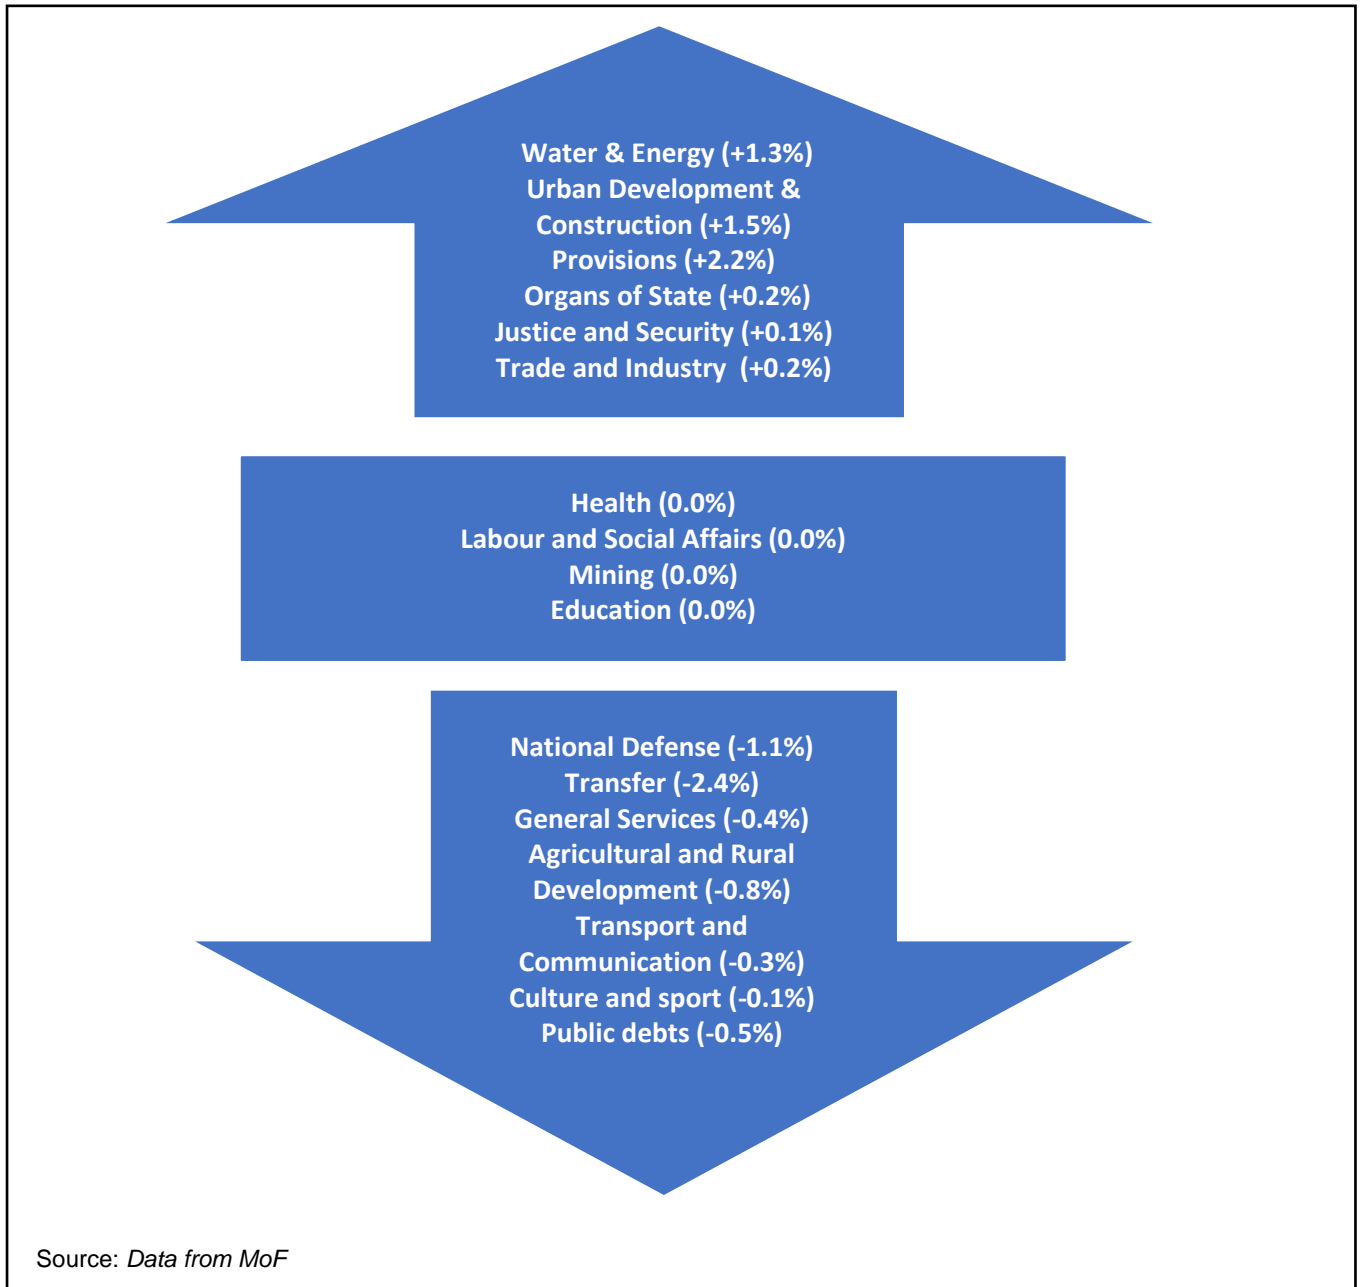 Water & Energy (+1.3%)
Urban Development &
Construction (+1.5%)
Provisions (+2.2%)
Organs of State (+0.2%)
Justice and Security (+0.1%)
Trade and Industry  (+0.2%)
Health (0.0%)
Labour and Social Affairs (0.0%)
Mining (0.0%)
Education (0.0%)
National Defense (-1.1%)
Transfer (-2.4%)
General Services (-0.4%)
Agricultural and Rural
Development (-0.8%)
Transport and
Communication (-0.3%)
Culture and sport (-0.1%)
Public debts (-0.5%)
Source: Data from MoF